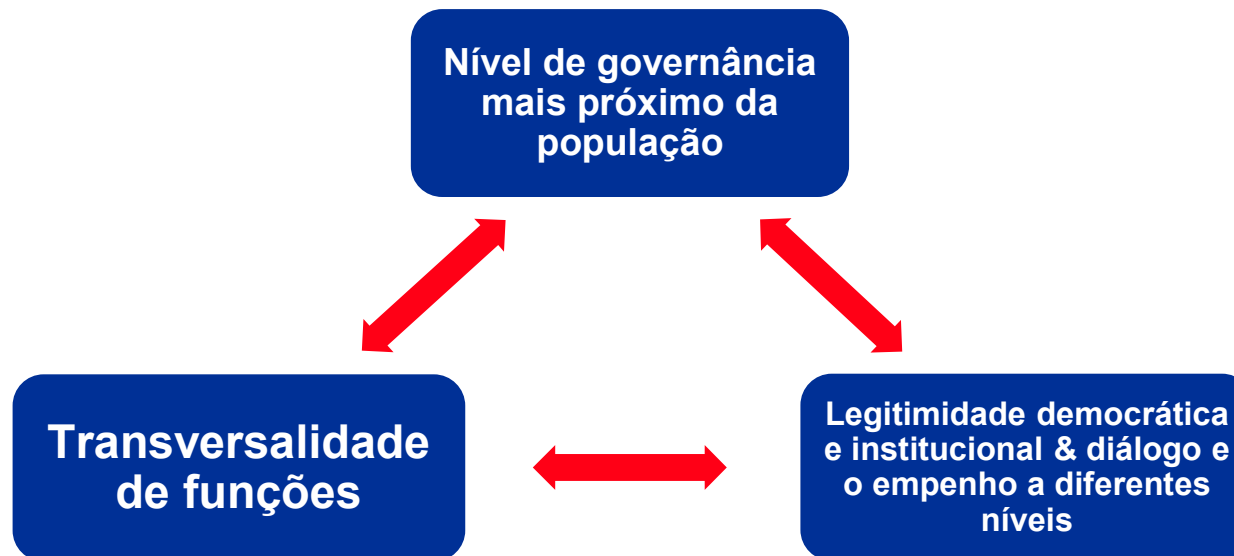 Nível de governância
mais próximo da
população
Transversalidade
de funções
Legitimidade democrática
e institucional & diálogo e
o empenho a diferentes
níveis